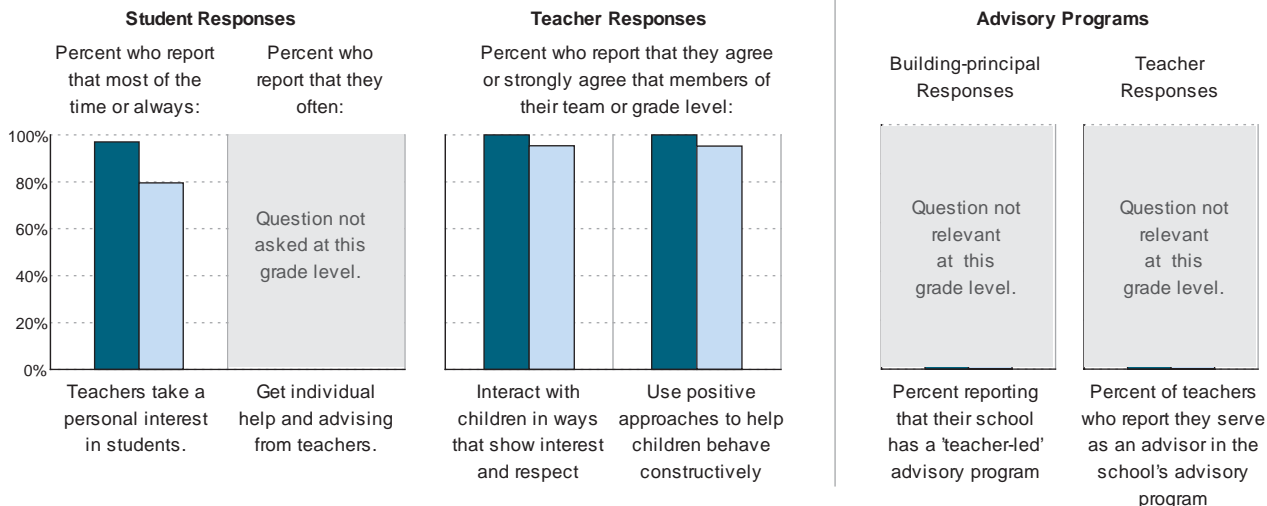 Student Responses
Percent who report
that most of the
time or always:
Percent who
report that they
often:
100%
80%
60%
40%
20%
0%
Question not
asked at this
grade level.
Teachers take a
personal interest
in students.
Get individual
help and advising
from teachers.
Teacher Responses
Percent who report that they agree
or strongly agree that members of
their team or grade level:
Interact with
children in ways
that show interest
and respect
Use positive
approaches to help
children behave
constructively
Advisory Programs
Building-principal
Responses
Question not
relevant
at this
grade level.
Percent reporting
that their school
has a 'teacher-led’
advisory program
Teacher
Responses
Question not
relevant
at this
grade level.
Percent of teachers
who report they serve
as an advisor in the
school’s advisory
program